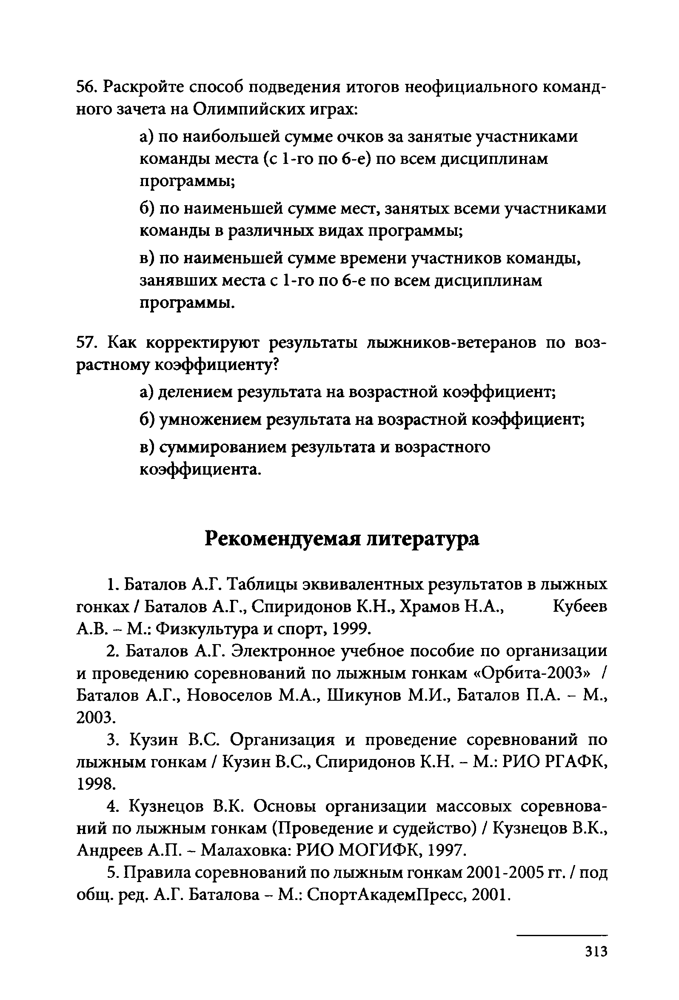 56. Раскройте способ подведения итогов неофициального команд-
ного зачета на Олимпийских играх:
а) по наибольшей сумме очков за занятые участниками
команды места (с 1-го по 6-е) по всем дисциплинам
программы;
б) по наименьшей сумме мест, занятых всеми участниками
команды в различных видах программы;
в) по наименьшей сумме времени участников команды,
занявших места с 1-го по 6-е по всем дисциплинам
программы.
57. Как корректируют результаты лыжников-ветеранов по воз-
растному коэффициенту?
а) делением результата на возрастной коэффициент;
б) умножением результата на возрастной коэффициент;
в) суммированием результата и возрастного
коэффициента.
Рекомендуемая литература
1. Баталов А.Г. Таблицы эквивалентных результатов в лыжных
гонках / Баталов А.Г., Спиридонов К.Н., Храмов Н.А., Кубеев
А.В. – М.: Физкультура и спорт, 1999.
2. Баталов А.Г. Электронное учебное пособие по организации
и проведению соревнований по лыжным гонкам «Орбита-2003» /
Баталов А.Г., Новоселов М.А., Шикунов М.И., Баталов П.А. – М.,
2003.
3. Кузин В.С. Организация и проведение соревнований по
лыжным гонкам / Кузин В.С., Спиридонов К.Н. – М.: РИО РГАФК,
1998.
4. Кузнецов В.К. Основы организации массовых соревнова-
ний по лыжным гонкам (Проведение и судейство) / Кузнецов В.К.,
Андреев А.П. – Малаховка: РИО МОГИФК, 1997.
5. Правила соревнований по лыжным гонкам 2001-2005 гг. / под
общ. ред. А.Г. Баталова – М.: СпортАкадемПресс, 2001.
313